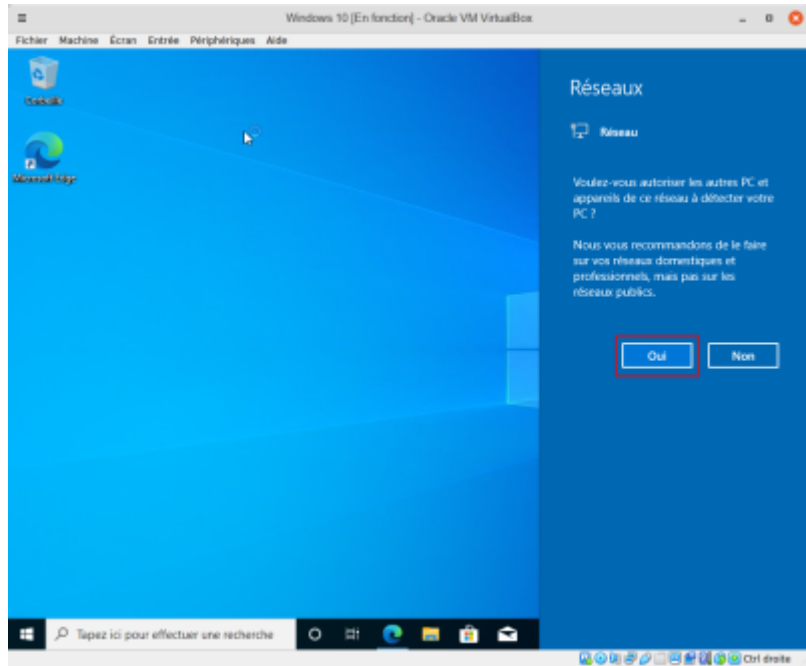 Windows 10 [En fonction] - Oracle VM VirtualBox
Fichier Machine Écran Entrée Périphériques Aide
Corbeille
Microsoft Edge
Réseaux
Réseau
Voulez-vous autoriser les autres PC et
appareils de ce réseau à détecter votre
PC ?
Nous vous recommandons de le faire
sur vos réseaux domestiques et
professionnels, mais pas sur les
réseaux publics.
Oui Non
Tapez ici pour effectuer une recherche
Ctrl droite